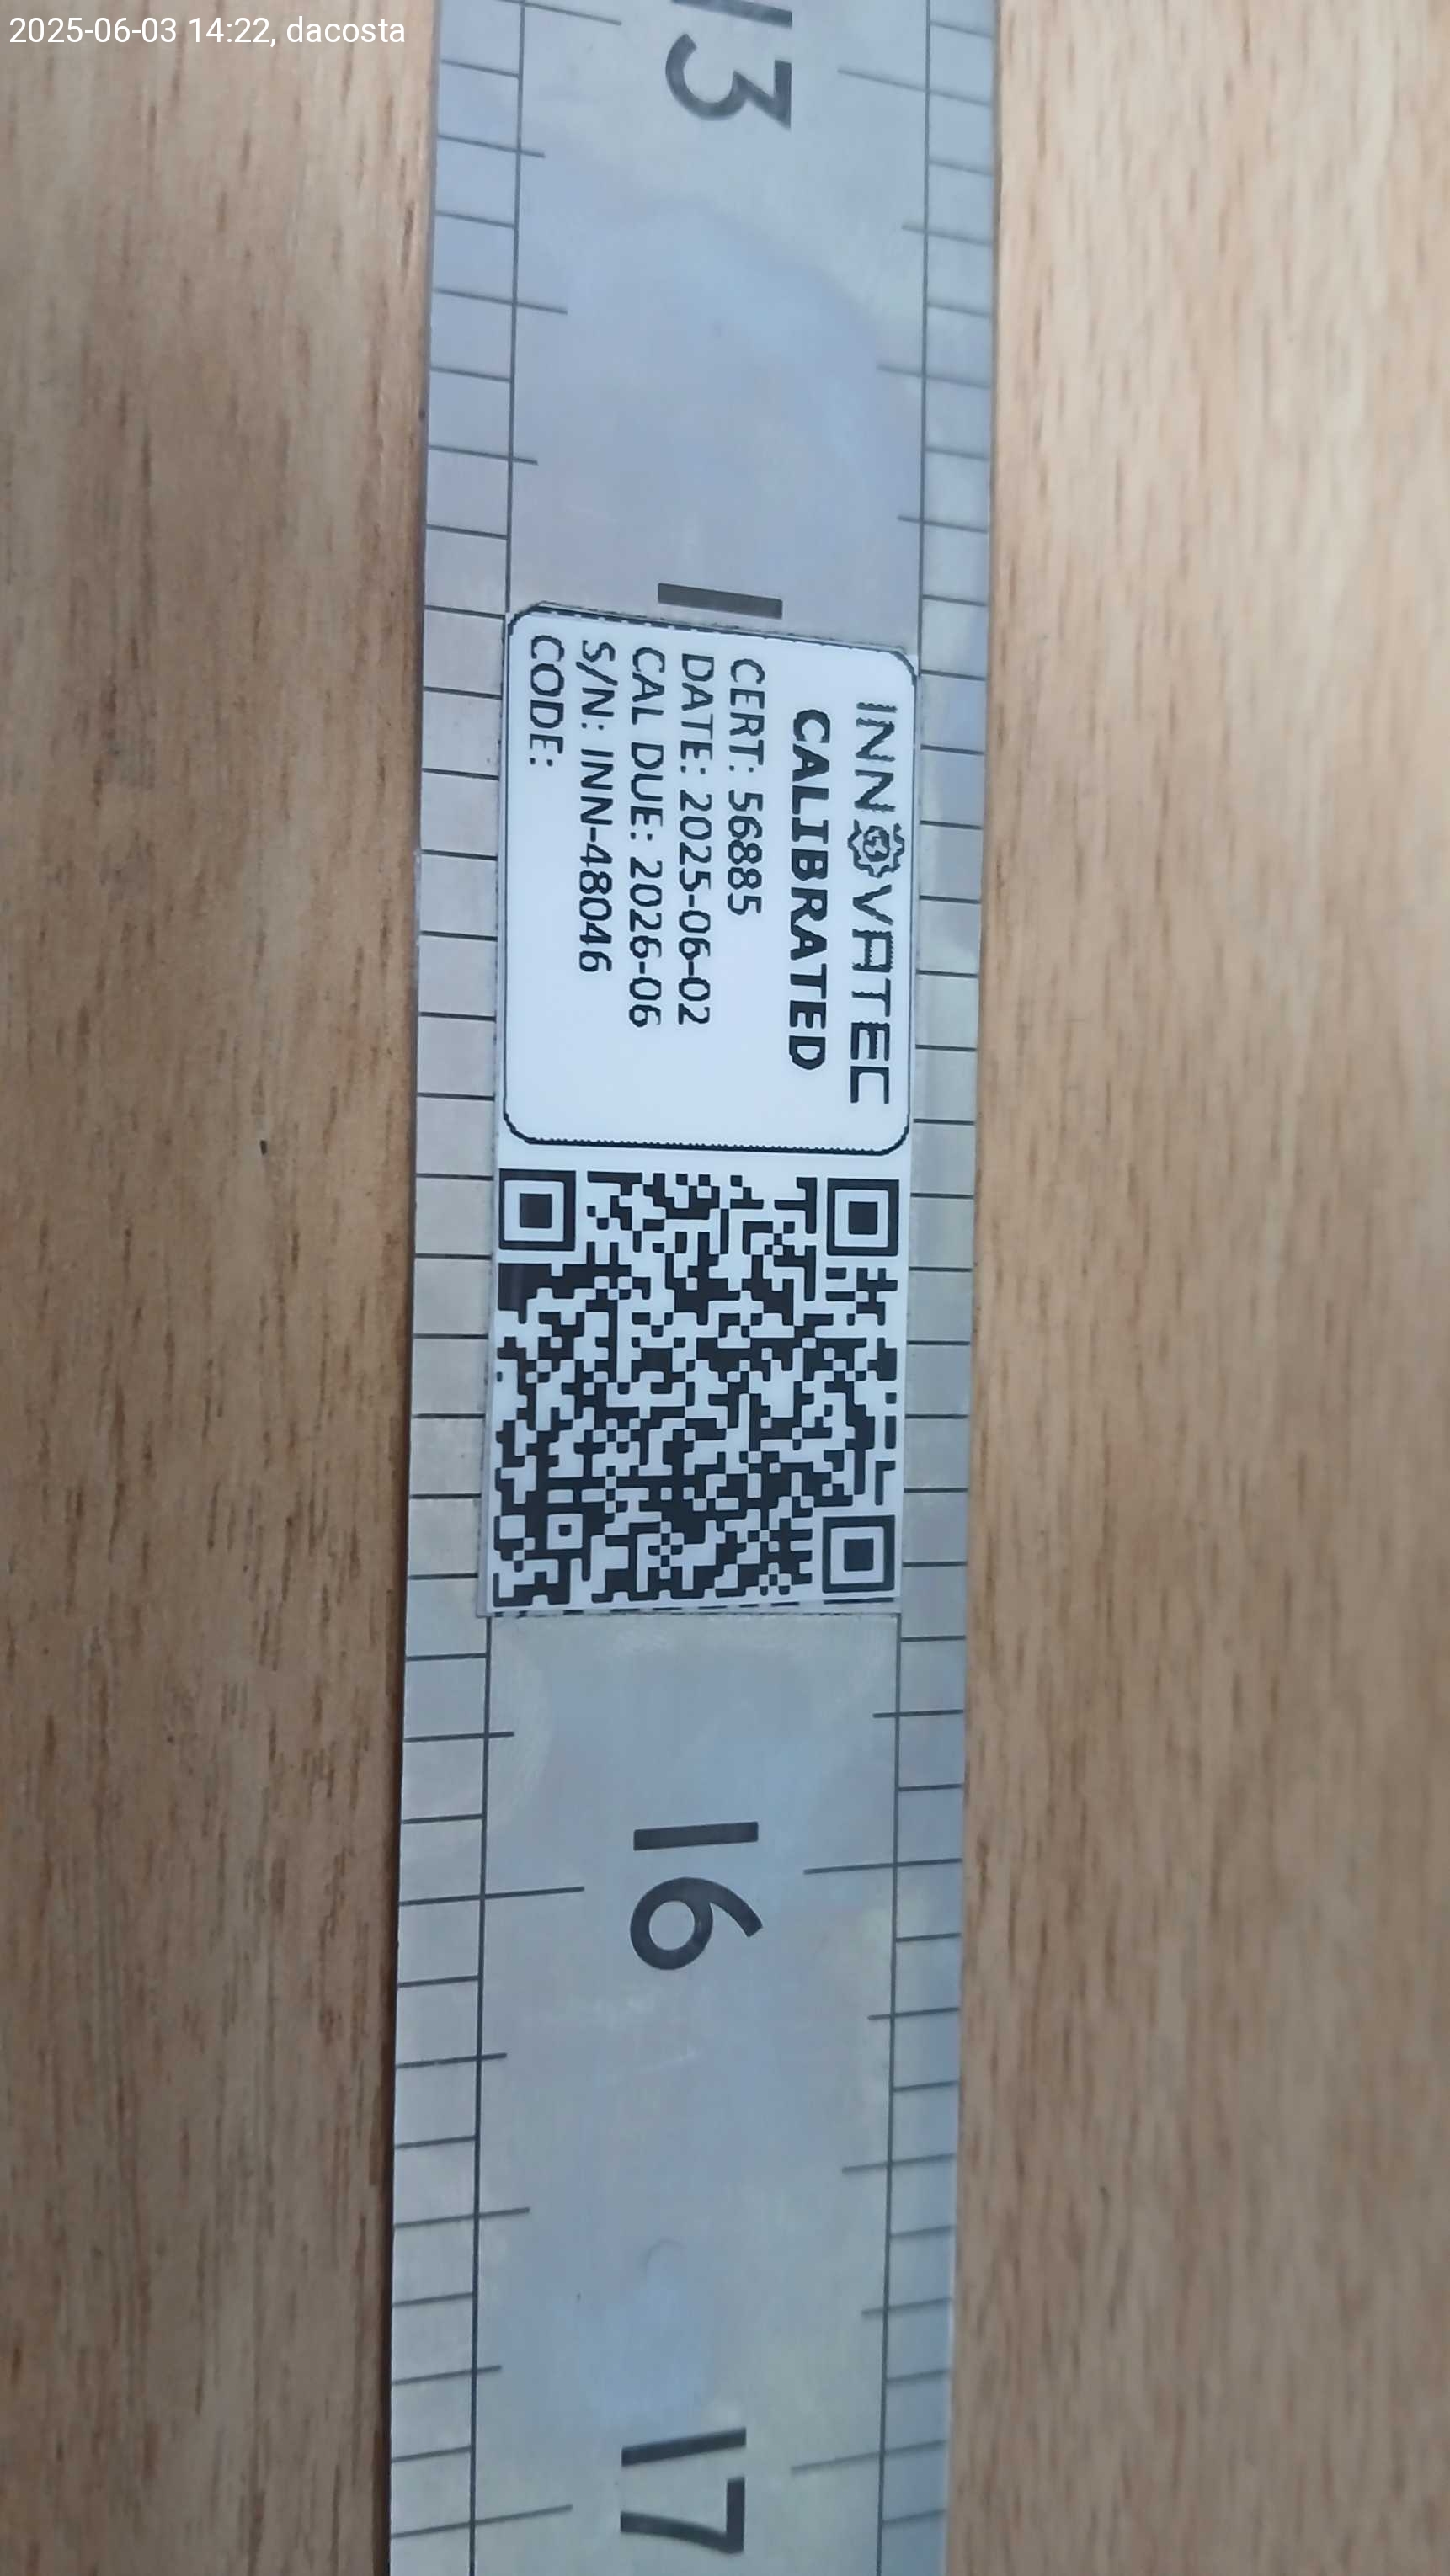 2025-06-03 14:22, dacosta
13
1
INNOVATEC
CALIBRATED
CERT: 56885
DATE: 2025-06-02
CAL DUE: 2026-06
S/N: INN-48046
CODE:
16
17